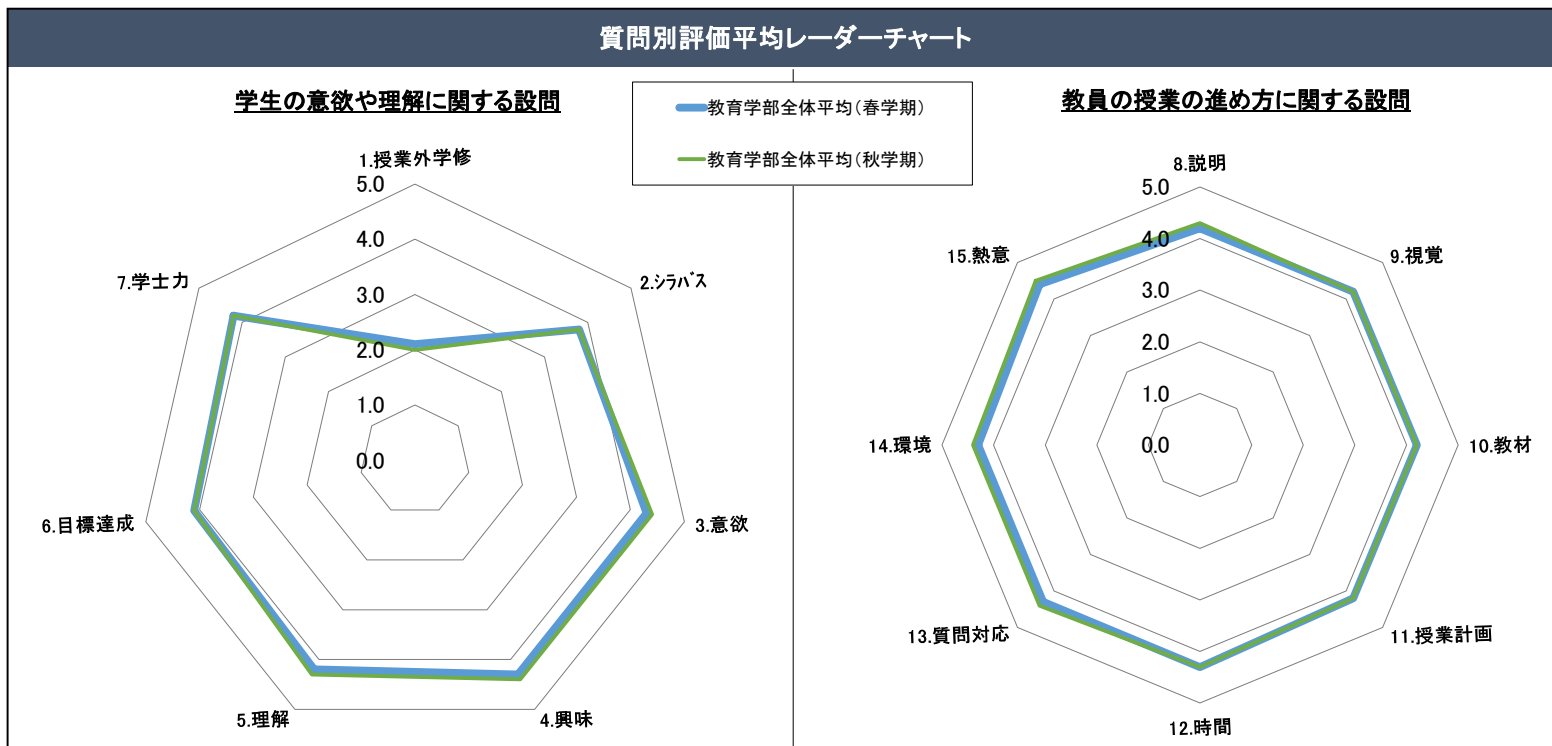 質問別評価平均レーダーチャート
学生の意欲や理解に関する設問
教育学部全体平均(春学期)
教育学部全体平均(秋学期)
教員の授業の進め方に関する設問
1.授業外学修
5.0
4.0
3.0
2.0
1.0
0.0
2.シラバス
3.意欲
4.興味
5.理解
6.目標達成
7.学士力
8.説明
5.0
4.0
3.0
2.0
1.0
0.0
9.視覚
10.教材
11.授業計画
12.時間
13.質問対応
14.環境
15.熱意